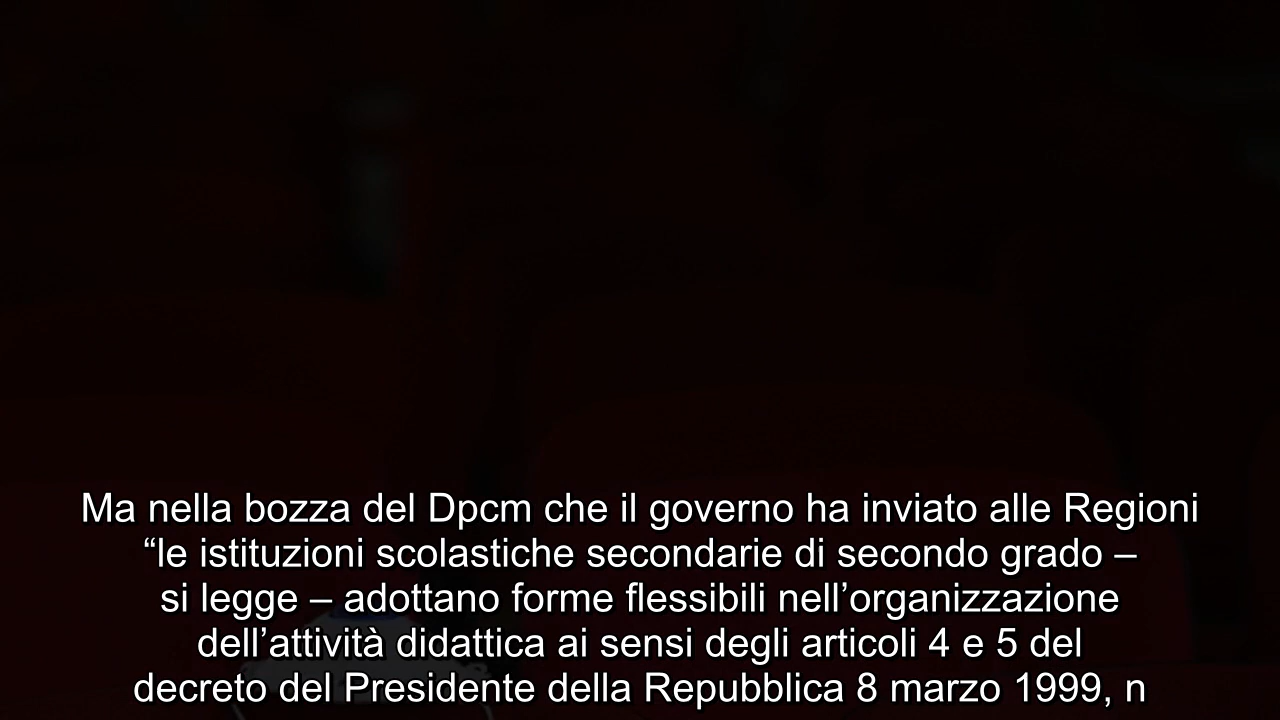 Ma nella bozza del Dpcm che il governo ha inviato alle Regioni
“le istituzioni scolastiche secondarie di secondo grado –
si legge – adottano forme flessibili nell’organizzazione
dell’attività didattica ai sensi degli articoli 4 e 5 del
decreto del Presidente della Repubblica 8 marzo 1999, n